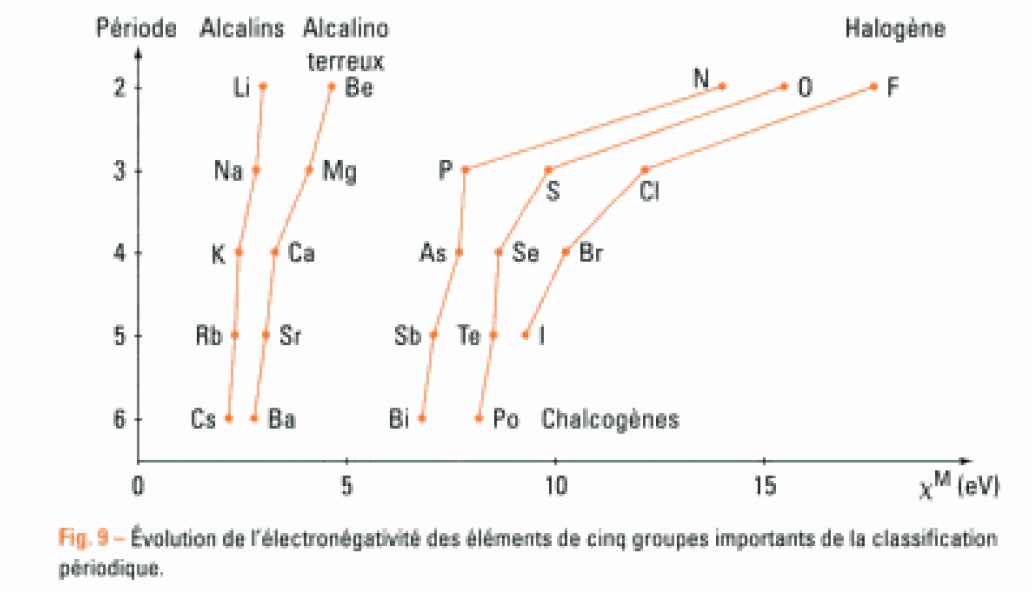 Période Alcalins Alcalino terreux Halogène
2 Li Be N O F
3 Na Mg P S Cl
4 K Ca As Se Br
5 Rb Sr Sb Te I
6 Cs Ba Bi Po Chalcogènes
0 5 10 15 χᴹ (eV)
Fig. 9 – Évolution de l'électronégativité des éléments de cinq groupes importants de la classification
périodique.